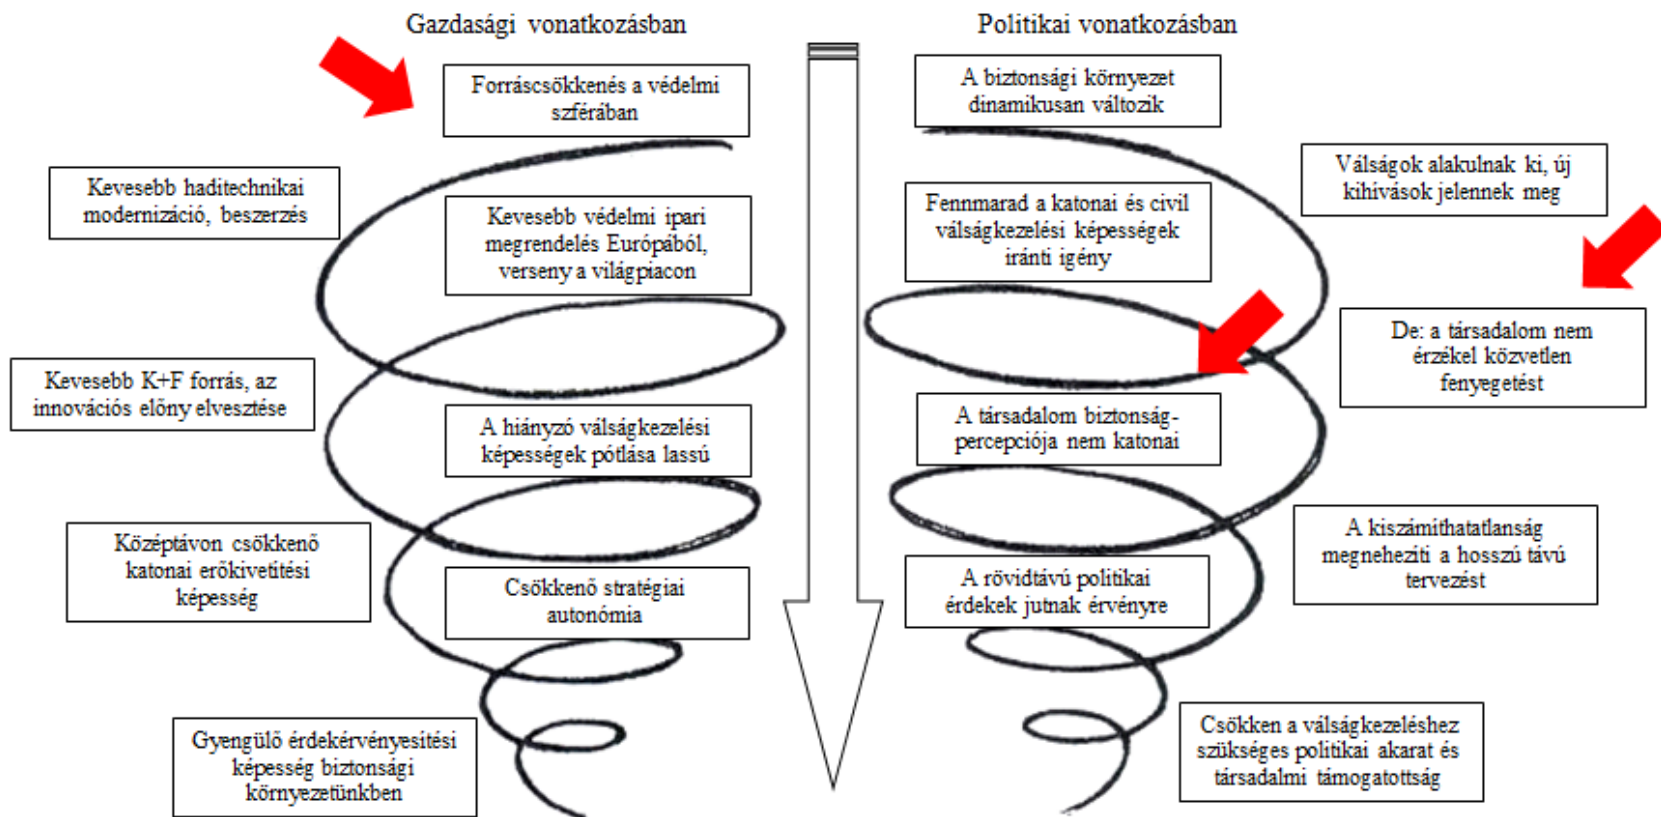 Gazdasági vonatkozásban
Forráscsökkenés a védelmi
szférában
Kevesebb haditechnikai
modernizáció, beszerzés
Kevesebb védelmi ipari
megrendelés Európából,
verseny a világpiacon
Kevesebb K+F forrás, az
innovációs előny elvesztése
A hiányzó válságkezelési
képességek pótlása lassú
Középtávon csökkenő
katonai erőkivetítési
képesség
Csökkenő stratégiai
autonómia
Gyengülő érdekérvényesítési
képesség biztonsági
környezetünkben
Politikai vonatkozásban
A biztonsági környezet
dinamikusan változik
Válságok alakulnak ki, új
kihívások jelennek meg
Fennmarad a katonai és civil
válságkezelési képességek
iránti igény
De: a társadalom nem
érzékel közvetlen
fenyegetést
A társadalom biztonság-
percepciója nem katonai
A kiszámíthatatlanság
megnehezíti a hosszú távú
tervezést
A rövidtávú politikai
érdekek jutnak érvényre
Csökken a válságkezeléshez
szükséges politikai akarat és
társadalmi támogatottság